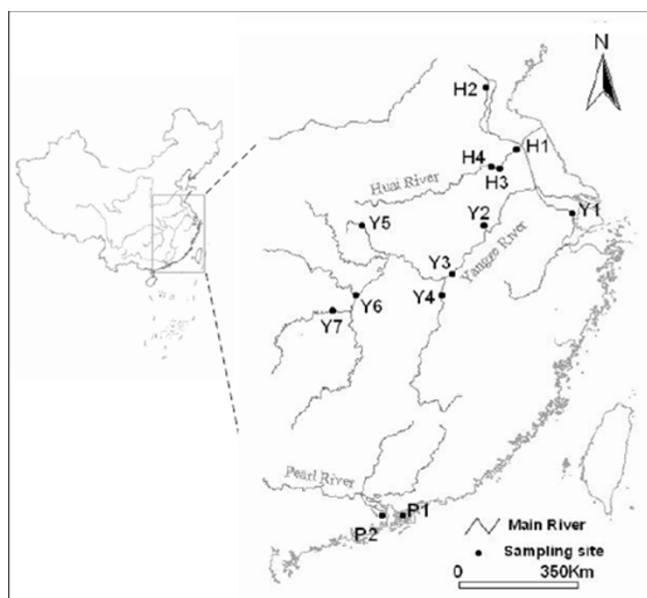 N
H2
H1
H4
H3
Huai River
Y5
Y2
Y1
Y3
Yangze River
Y4
Y6
Y7
Pearl River
P1
P2
Main River
Sampling site
0 350Km